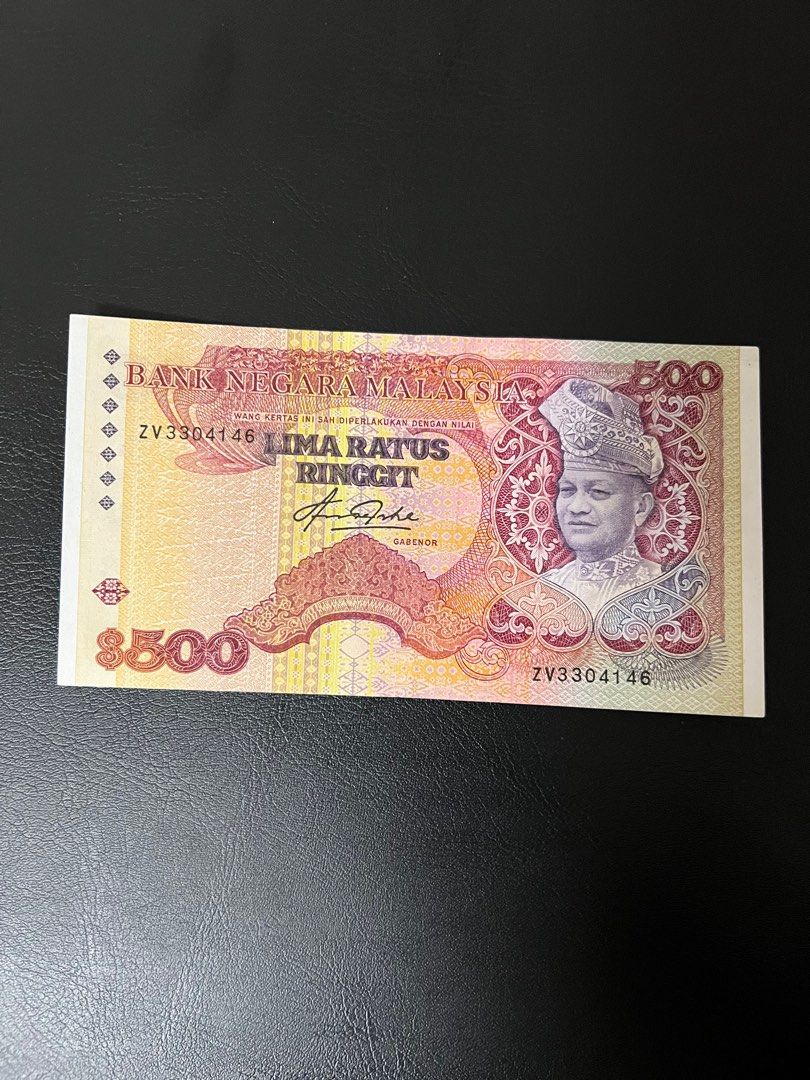 500
BANK NEGARA MALAYSIA
WANG KERTAS INI SAH DIPERLAKUKAN DENGAN NILAI
ZV3304146
LIMA RATUS
RINGGIT
GABENOR
$500
ZV3304146